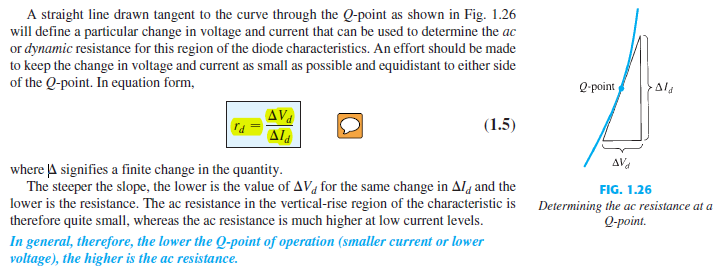 A straight line drawn tangent to the curve through the Q-point as shown in Fig. 1.26
will define a particular change in voltage and current that can be used to determine the ac
or dynamic resistance for this region of the diode characteristics. An effort should be made
to keep the change in voltage and current as small as possible and equidistant to either side
of the Q-point. In equation form,
r_d = ΔV_d / ΔI_d
(1.5)
where Δ signifies a finite change in the quantity.
The steeper the slope, the lower is the value of ΔV_d for the same change in ΔI_d and the
lower is the resistance. The ac resistance in the vertical-rise region of the characteristic is
therefore quite small, whereas the ac resistance is much higher at low current levels.
In general, therefore, the lower the Q-point of operation (smaller current or lower
voltage), the higher is the ac resistance.
Q-point
ΔI_d
ΔV_d
FIG. 1.26
Determining the ac resistance at a
Q-point.